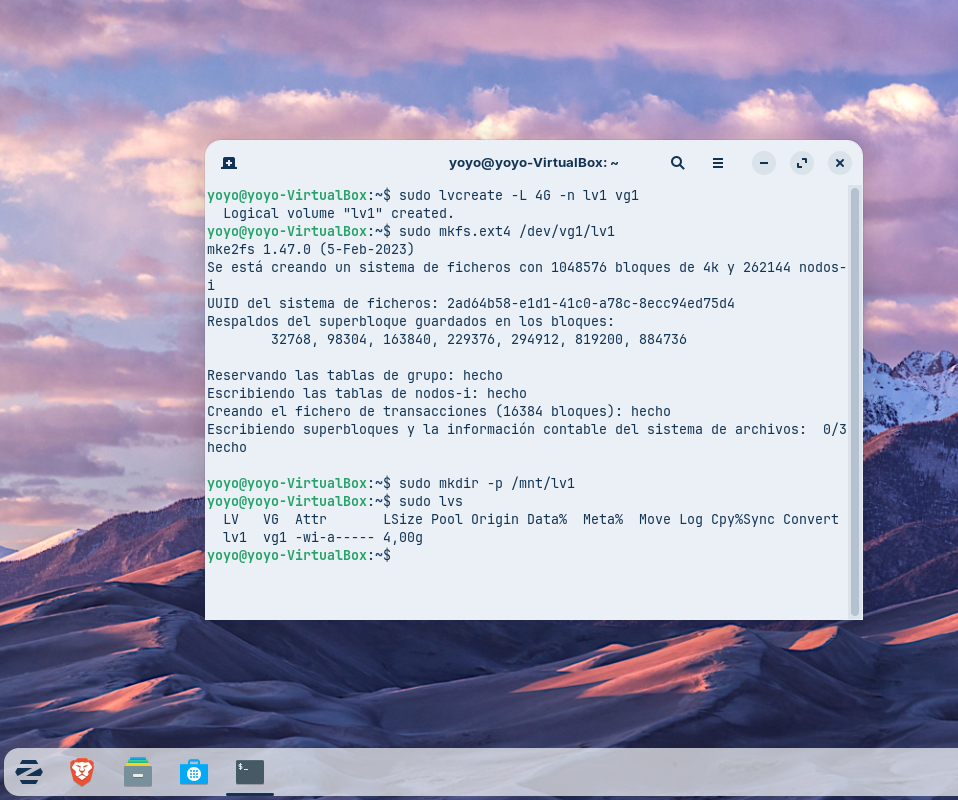 yoyo@yoyo-VirtualBox: ~
yoyo@yoyo-VirtualBox:~$ sudo lvcreate -L 4G -n lv1 vg1
  Logical volume "lv1" created.
yoyo@yoyo-VirtualBox:~$ sudo mkfs.ext4 /dev/vg1/lv1
mke2fs 1.47.0 (5-Feb-2023)
Se está creando un sistema de ficheros con 1048576 bloques de 4k y 262144 nodos-
i
UUID del sistema de ficheros: 2ad64b58-e1d1-41c0-a78c-8ecc94ed75d4
Respaldos del superbloque guardados en los bloques:
        32768, 98304, 163840, 229376, 294912, 819200, 884736
Reservando las tablas de grupo: hecho
Escribiendo las tablas de nodos-i: hecho
Creando el fichero de transacciones (16384 bloques): hecho
Escribiendo superbloques y la información contable del sistema de archivos:  0/3
hecho
yoyo@yoyo-VirtualBox:~$ sudo mkdir -p /mnt/lv1
yoyo@yoyo-VirtualBox:~$ sudo lvs
  LV   VG  Attr       LSize Pool Origin Data%  Meta%  Move Log Cpy%Sync Convert
  lv1  vg1 -wi-a----- 4,00g
yoyo@yoyo-VirtualBox:~$
$_